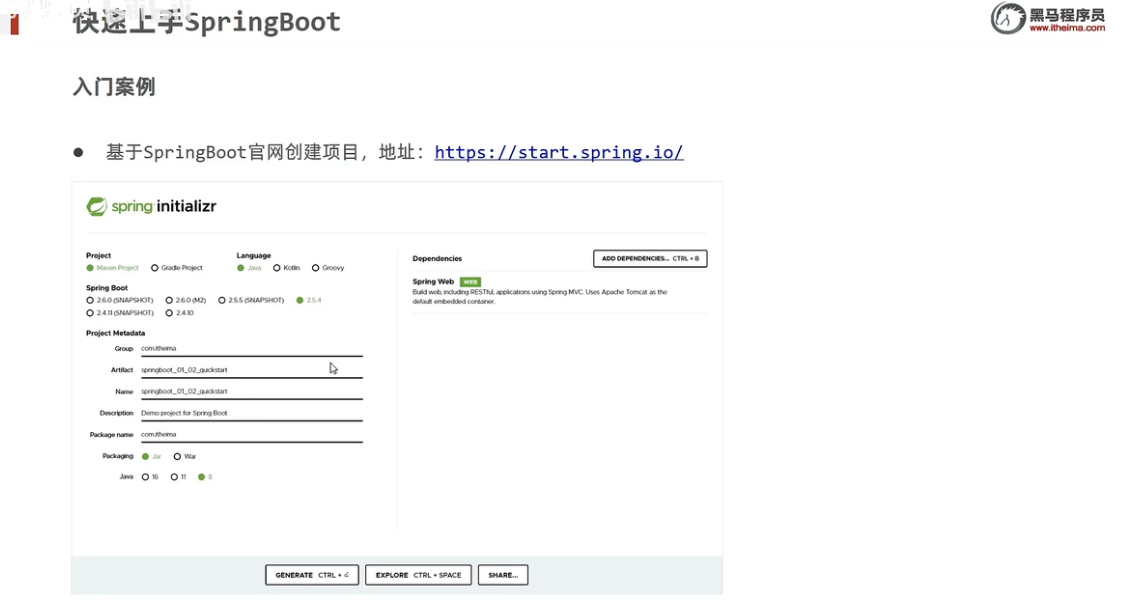 快速上手SpringBoot
黑马程序员
www.itheima.com
入门案例
● 基于SpringBoot官网创建项目，地址：https://start.spring.io/
spring initializr
Project
Maven Project Gradle Project
Language
Java Kotlin Groovy
Spring Boot
2.6.0 (SNAPSHOT) 2.6.0 (M2) 2.5.5 (SNAPSHOT) 2.5.4
2.4.11 (SNAPSHOT) 2.4.10
Project Metadata
Group com.itheima
Artifact springboot_01_02_quickstart
Name springboot_01_02_quickstart
Description Demo project for Spring Boot
Package name com.itheima
Packaging Jar War
Java 16 11 8
Dependencies
ADD DEPENDENCIES... CTRL + B
Spring Web WEB
Build web, including RESTful, applications using Spring MVC. Uses Apache Tomcat as the
default embedded container.
GENERATE CTRL + ⏎
EXPLORE CTRL + SPACE
SHARE...